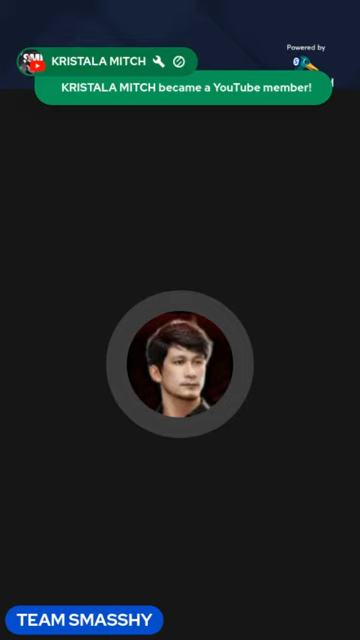 Powered by
KRISTALA MITCH
KRISTALA MITCH became a YouTube member!
TEAM SMASSHY